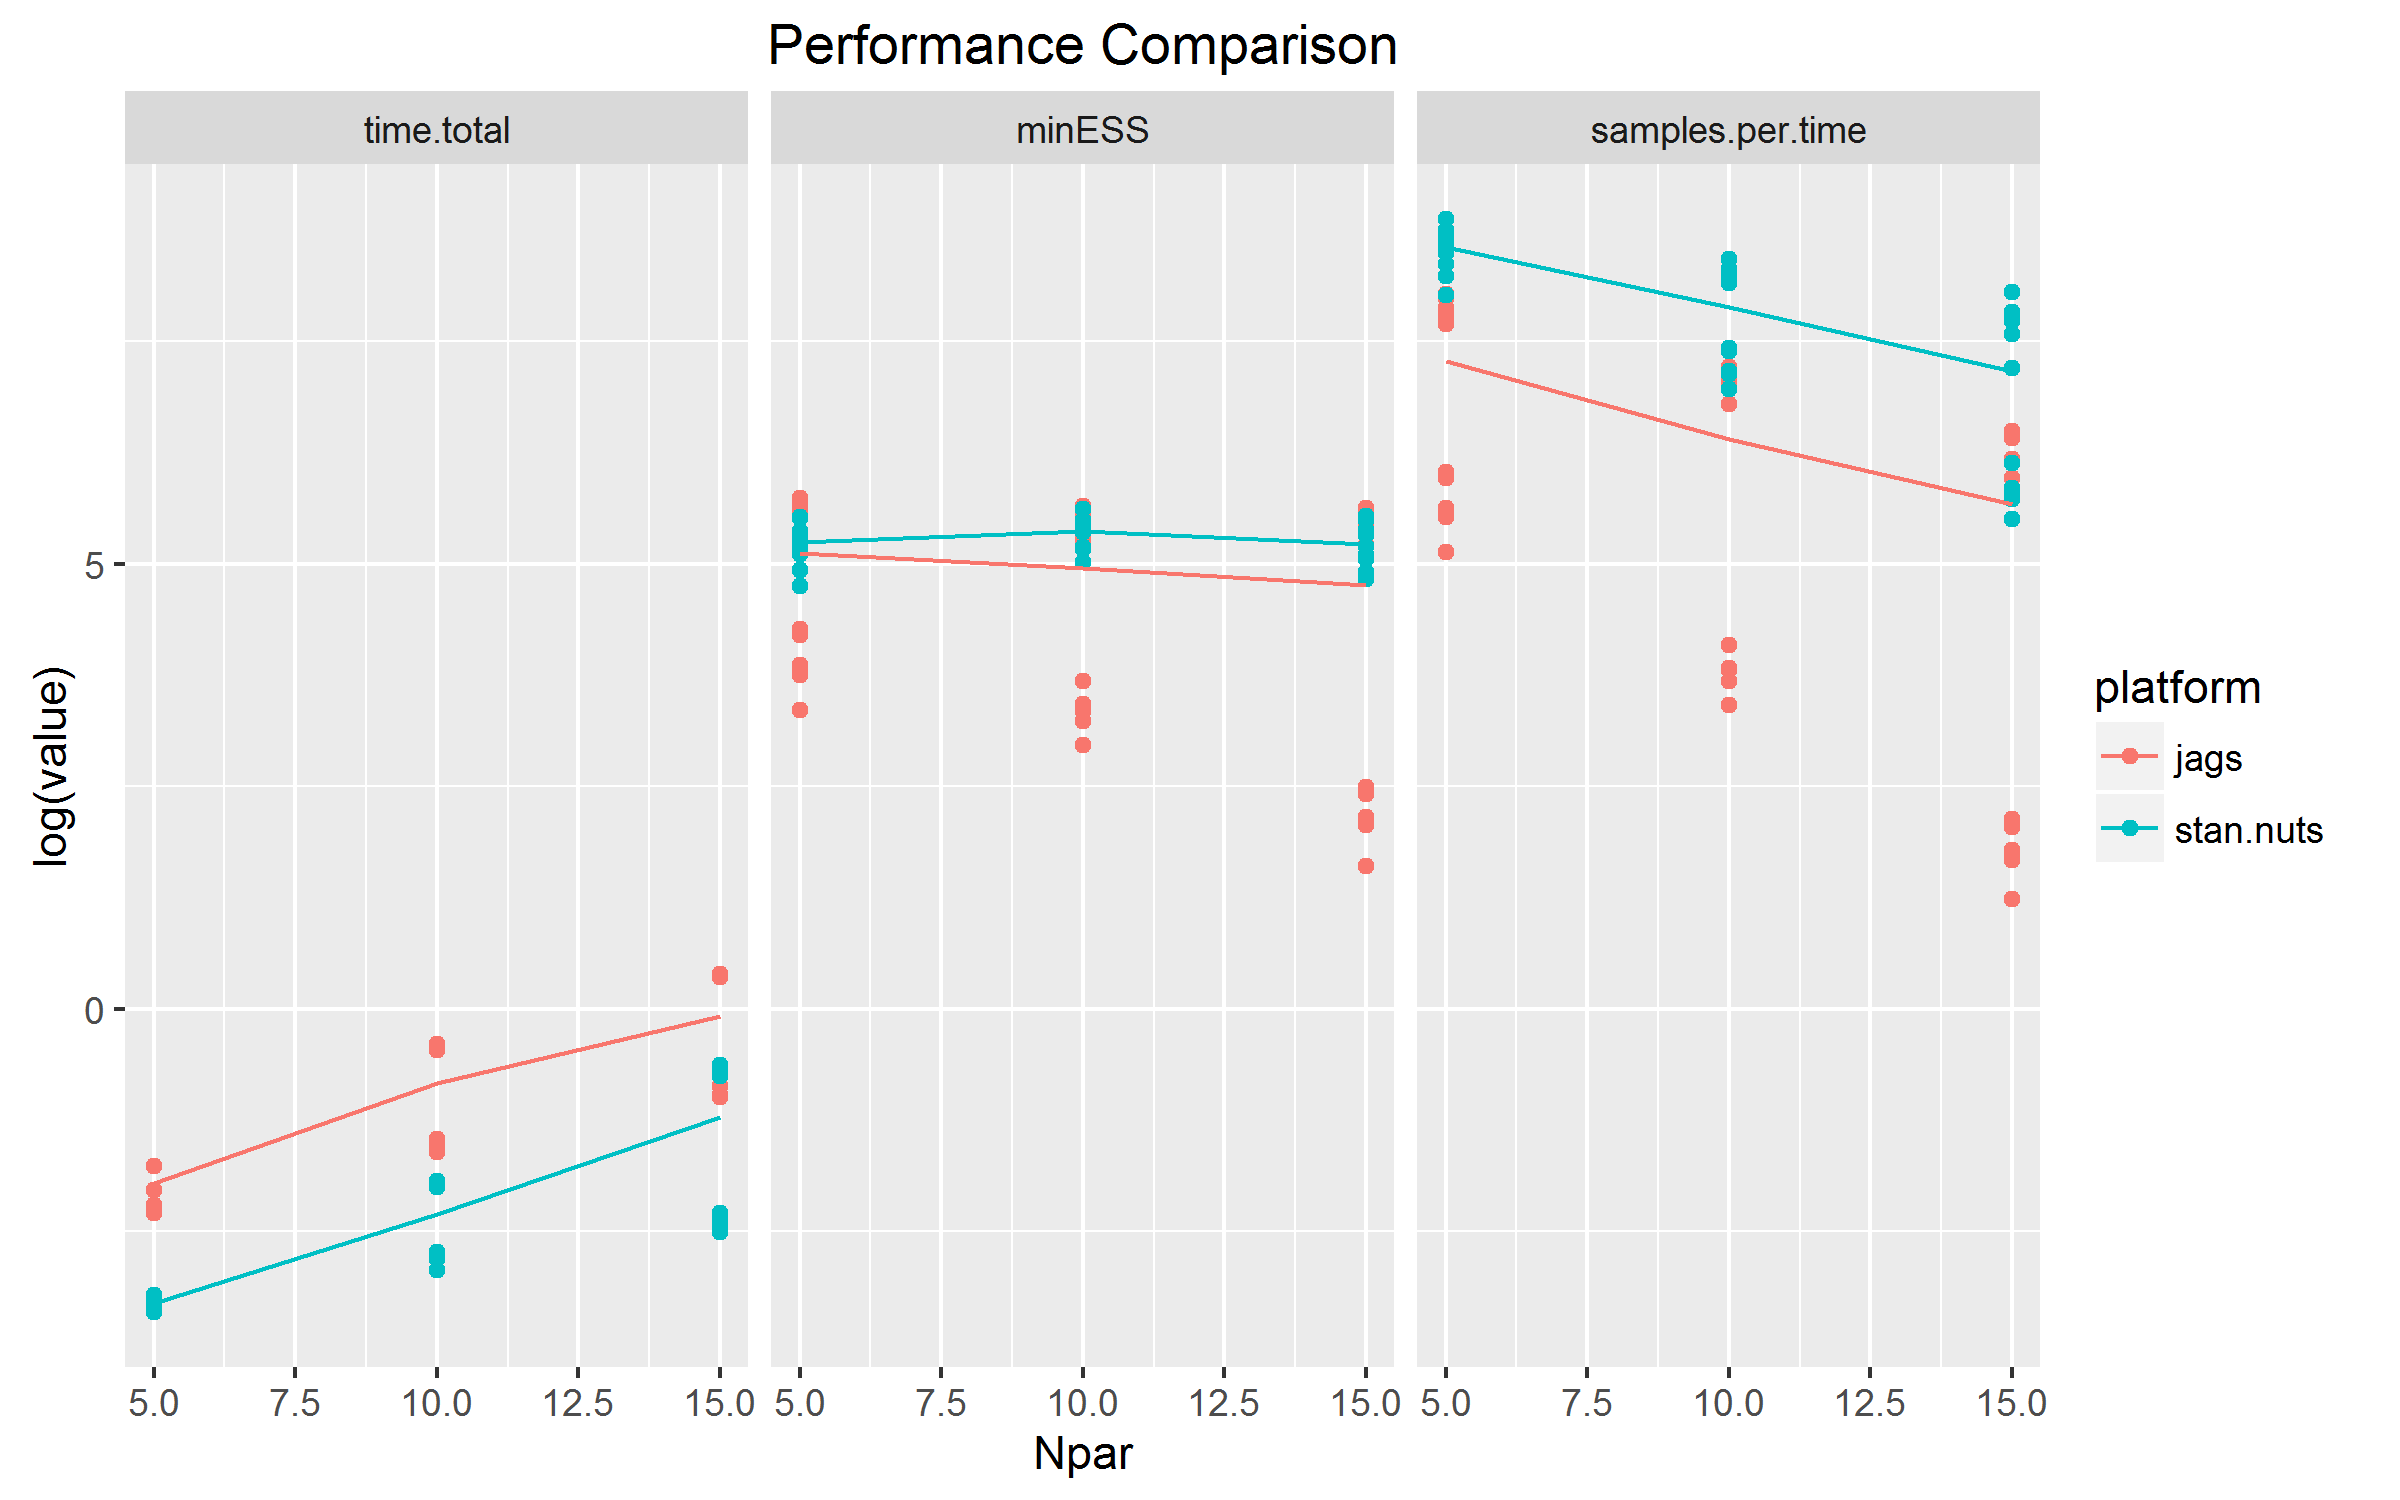 Performance Comparison
time.total minESS samples.per.time
5
0
log(value)
5.0 7.5 10.0 12.5 15.0 5.0 7.5 10.0 12.5 15.0 5.0 7.5 10.0 12.5 15.0
Npar
platform
jags
stan.nuts